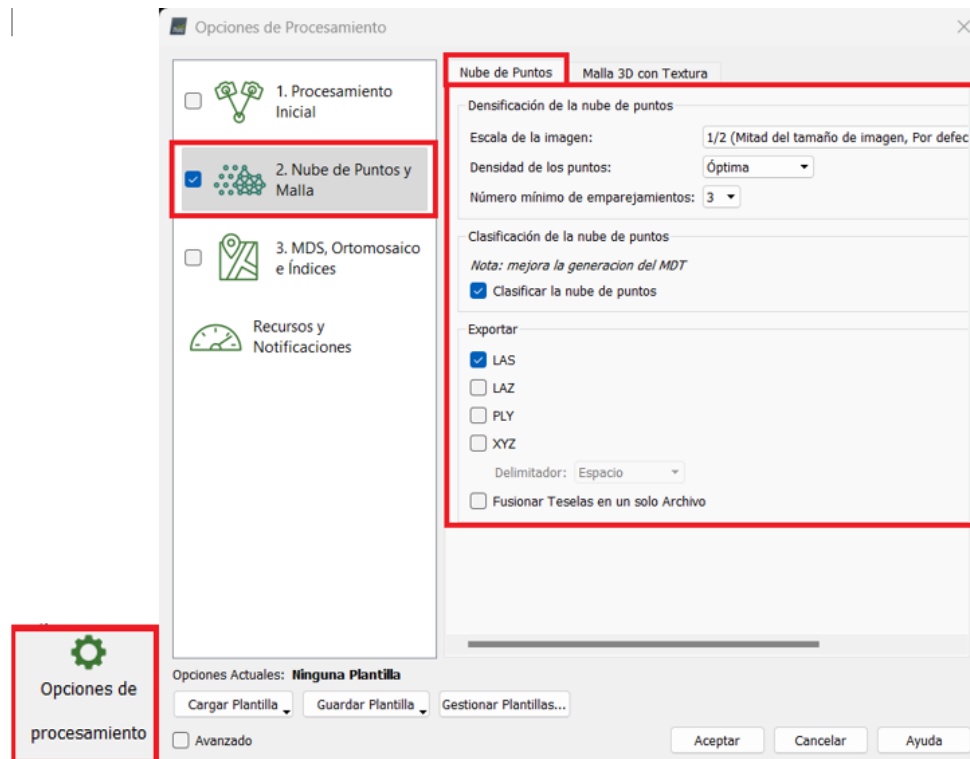 Opciones de Procesamiento
1. Procesamiento
Inicial
2. Nube de Puntos y
Malla
3. MDS, Ortomosaico
e Índices
Recursos y
Notificaciones
Nube de Puntos
Malla 3D con Textura
Densificación de la nube de puntos
Escala de la imagen: 1/2 (Mitad del tamaño de imagen, Por defec
Densidad de los puntos: Óptima
Número mínimo de emparejamientos: 3
Clasificación de la nube de puntos
Nota: mejora la generacion del MDT
Clasificar la nube de puntos
Exportar
LAS
LAZ
PLY
XYZ
Delimitador: Espacio
Fusionar Teselas en un solo Archivo
Opciones de
procesamiento
Opciones Actuales: Ninguna Plantilla
Cargar Plantilla Guardar Plantilla Gestionar Plantillas...
Avanzado Aceptar Cancelar Ayuda